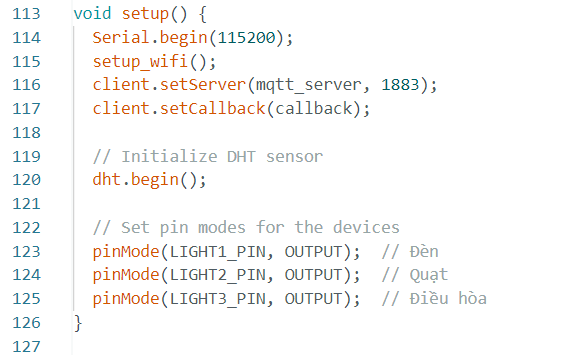 113 void setup() {
114   Serial.begin(115200);
115   setup_wifi();
116   client.setServer(mqtt_server, 1883);
117   client.setCallback(callback);
118
119   // Initialize DHT sensor
120   dht.begin();
121
122   // Set pin modes for the devices
123   pinMode(LIGHT1_PIN, OUTPUT);  // Đèn
124   pinMode(LIGHT2_PIN, OUTPUT);  // Quạt
125   pinMode(LIGHT3_PIN, OUTPUT);  // Điều hòa
126 }
127